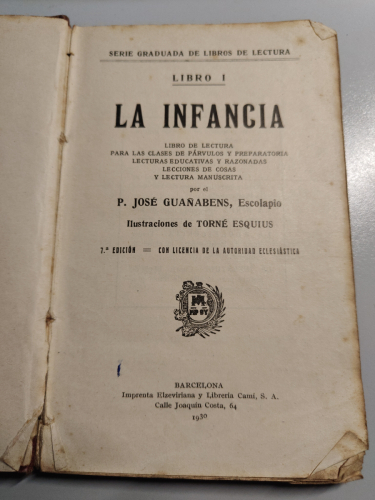 SERIE GRADUADA DE LIBROS DE LECTURA
LIBRO I
LA INFANCIA
LIBRO DE LECTURA
PARA LAS CLASES DE PÁRVULOS Y PREPARATORIA
LECTURAS EDUCATIVAS Y RAZONADAS
LECCIONES DE COSAS
Y LECTURA MANUSCRITA
por el
P. JOSÉ GUAÑABENS, Escolapio
Ilustraciones de TORNÉ ESQUIUS
7.ª EDICIÓN = CON LICENCIA DE LA AUTORIDAD ECLESIÁSTICA
BARCELONA
Imprenta Elzeviriana y Librería Camí, S. A.
Calle Joaquín Costa, 64
1930